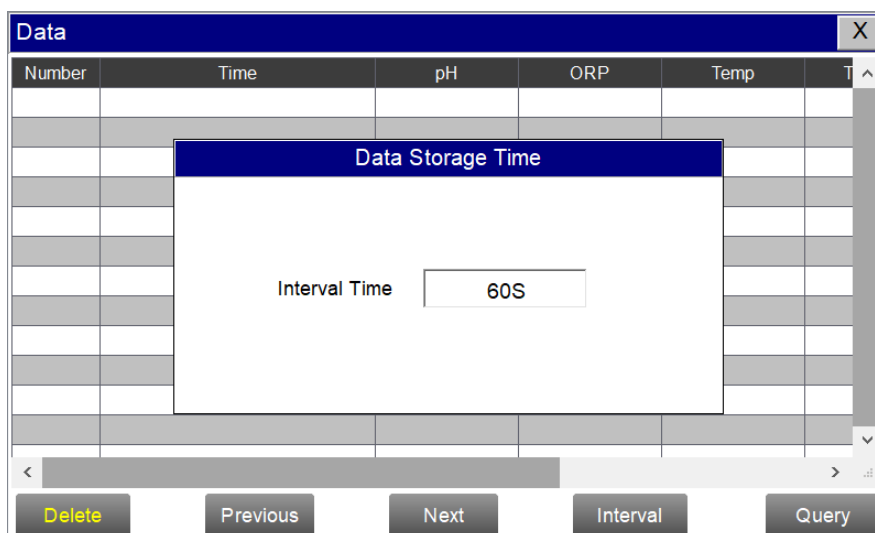 Data X
Number Time pH ORP Temp T
Data Storage Time
Interval Time 60S
Delete Previous Next Interval Query